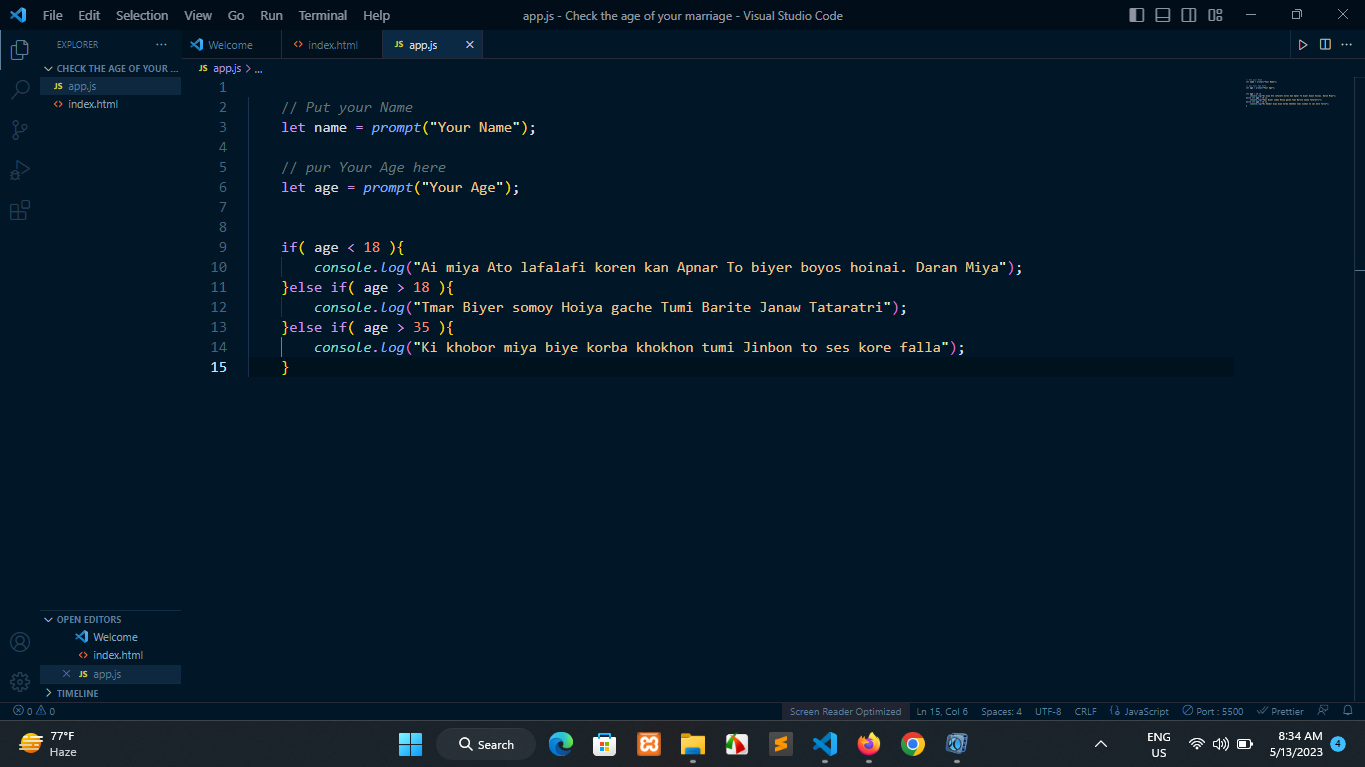 File Edit Selection View Go Run Terminal Help app.js - Check the age of your marriage - Visual Studio Code
EXPLORER ···
Welcome
<> index.html
JS app.js ×
CHECK THE AGE OF YOUR ...
JS app.js
<> index.html
JS app.js > ...
1
2 // Put your Name
3 let name = prompt("Your Name");
4
5 // pur Your Age here
6 let age = prompt("Your Age");
7
8
9 if( age < 18 ){
10 console.log("Ai miya Ato lafalafi koren kan Apnar To biyer boyos hoinai. Daran Miya");
11 }else if( age > 18 ){
12 console.log("Tmar Biyer somoy Hoiya gache Tumi Barite Janaw Tataratri");
13 }else if( age > 35 ){
14 console.log("Ki khobor miya biye korba khokhon tumi Jinbon to ses kore falla");
15 }
OPEN EDITORS
Welcome
<> index.html
× JS app.js
TIMELINE
0 0 Screen Reader Optimized Ln 15, Col 6 Spaces: 4 UTF-8 CRLF {} JavaScript Port : 5500 Prettier
77°F
Haze
Search
ENG
US
8:34 AM
5/13/2023
4